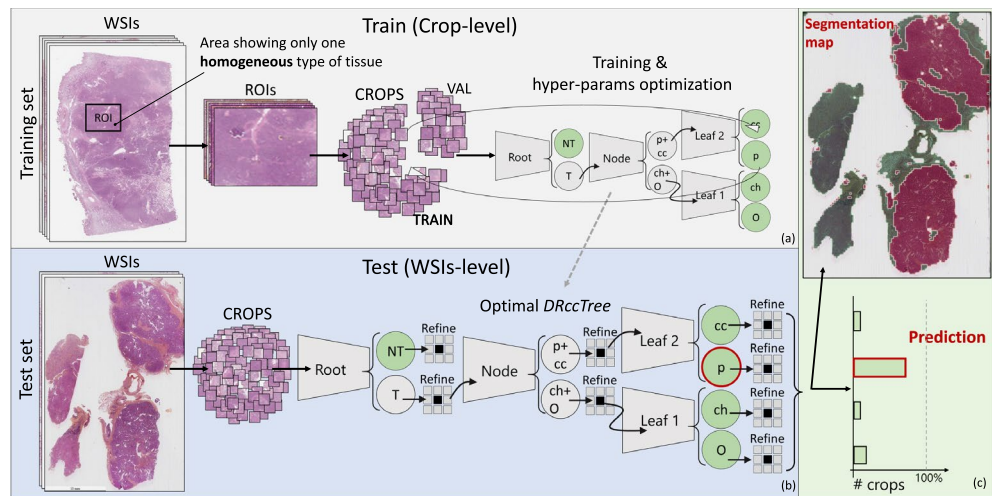 WSIs
Train (Crop-level)
Area showing only one
homogeneous type of tissue
Training &
hyper-params optimization
ROI
ROIs
CROPS
VAL
TRAIN
Training set
Root
NT
T
Node
p+
cc
ch+
O
Leaf 2
Leaf 1
cc
p
ch
O
(a)
WSIs
Test (WSIs-level)
Test set
CROPS
Optimal DRccTree
Root
NT
T
Refine
Refine
Node
p+
cc
ch+
O
Refine
Refine
Leaf 2
Leaf 1
cc
p
ch
O
Refine
Refine
Refine
Refine
(b)
Segmentation
map
Prediction
# crops
100%
(c)